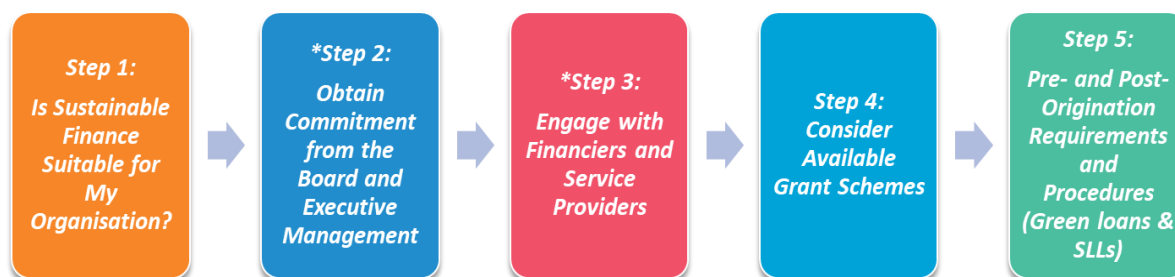 Step 1:
Is Sustainable
Finance
Suitable for
My
Organisation?
*Step 2:
Obtain
Commitment
from the
Board and
Executive
Management
*Step 3:
Engage with
Financiers and
Service
Providers
Step 4:
Consider
Available
Grant Schemes
Step 5:
Pre- and Post-
Origination
Requirements
and
Procedures
(Green loans &
SLLs)